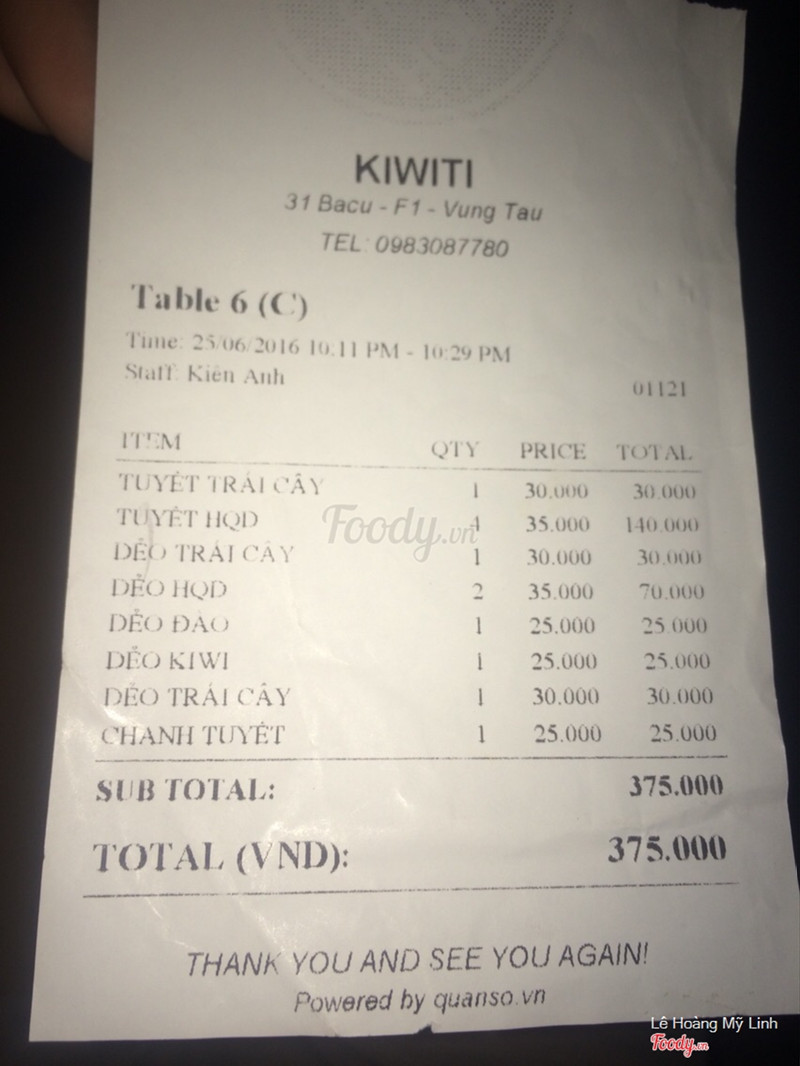 KIWITI
31 Bacu - F1 - Vung Tau
TEL: 0983087780
Table 6 (C)
Time: 25/06/2016 10:11 PM - 10:29 PM
Staff: Kiên Anh
01121
ITEM QTY PRICE TOTAL
TUYẾT TRÁI CÂY 1 30.000 30.000
TUYẾT HQD 4 35.000 140.000
DẺO TRÁI CÂY 1 30.000 30.000
DẺO HQD 2 35.000 70.000
DẺO ĐÀO 1 25.000 25.000
DẺO KIWI 1 25.000 25.000
DẺO TRÁI CÂY 1 30.000 30.000
CHANH TUYẾT 1 25.000 25.000
SUB TOTAL: 375.000
TOTAL (VND): 375.000
THANK YOU AND SEE YOU AGAIN!
Powered by quanso.vn
Foody.vn
Lê Hoàng Mỹ Linh
Foody.vn